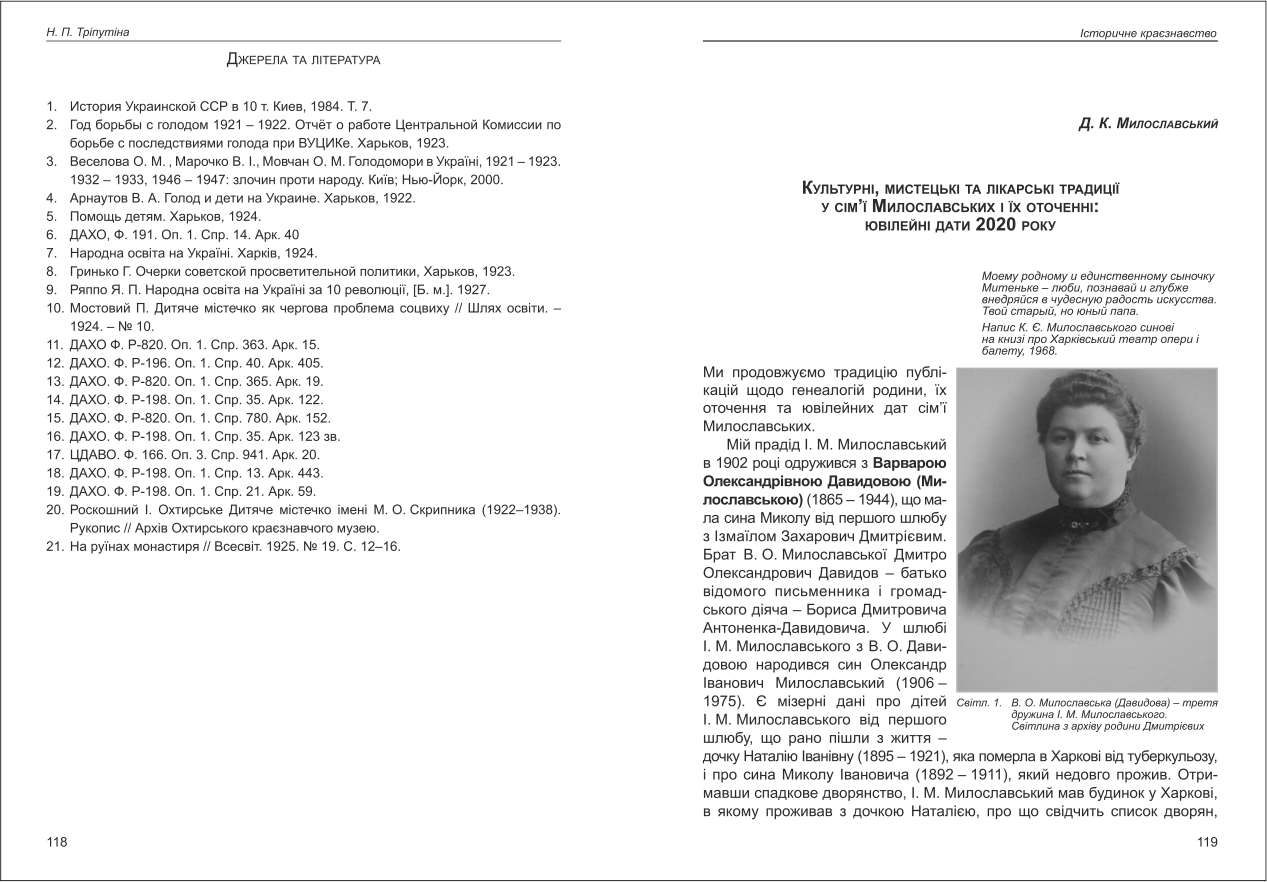 Н. П. Тріпутіна
Джерела та література
1. История Украинской ССР в 10 т. Киев, 1984. Т. 7.
2. Год борьбы с голодом 1921 – 1922. Отчёт о работе Центральной Комиссии по
борьбе с последствиями голода при ВУЦИКе. Харьков, 1923.
3. Веселова О. М. , Марочко В. І., Мовчан О. М. Голодомори в Україні, 1921 – 1923.
1932 – 1933, 1946 – 1947: злочин проти народу. Київ; Нью-Йорк, 2000.
4. Арнаутов В. А. Голод и дети на Украине. Харьков, 1922.
5. Помощь детям. Харьков, 1924.
6. ДАХО, Ф. 191. Оп. 1. Спр. 14. Арк. 40
7. Народна освіта на Україні. Харків, 1924.
8. Гринько Г. Очерки советской просветительной политики, Харьков, 1923.
9. Ряппо Я. П. Народна освіта на Україні за 10 революції, [Б. м.]. 1927.
10. Мостовий П. Дитяче містечко як чергова проблема соцвиху // Шлях освіти. –
1924. – № 10.
11. ДАХО Ф. Р-820. Оп. 1. Спр. 363. Арк. 15.
12. ДАХО. Ф. Р-196. Оп. 1. Спр. 40. Арк. 405.
13. ДАХО. Ф. Р-820. Оп. 1. Спр. 365. Арк. 19.
14. ДАХО. Ф. Р-198. Оп. 1. Спр. 35. Арк. 122.
15. ДАХО. Ф. Р-820. Оп. 1. Спр. 780. Арк. 152.
16. ДАХО. Ф. Р-198. Оп. 1. Спр. 35. Арк. 123 зв.
17. ЦДАВО. Ф. 166. Оп. 3. Спр. 941. Арк. 20.
18. ДАХО. Ф. Р-198. Оп. 1. Спр. 13. Арк. 443.
19. ДАХО. Ф. Р-198. Оп. 1. Спр. 21. Арк. 59.
20. Роскошний І. Охтирське Дитяче містечко імені М. О. Скрипника (1922–1938).
Рукопис // Архів Охтирського краєзнавчого музею.
21. На руїнах монастиря // Всесвіт. 1925. № 19. С. 12–16.
118
Історичне краєзнавство
Д. К. Милославський
Культурні, мистецькі та лікарські традиції
у сім’ї Милославських і їх оточенні:
ювілейні дати 2020 року
Моему родному и единственному сыночку
Митеньке – люби, познавай и глубже
внедряйся в чудесную радость искусства.
Твой старый, но юный папа.
Напис К. Є. Милославського синові
на книзі про Харківський театр опери і
балету, 1968.
Ми продовжуємо традицію публі-
кацій щодо генеалогій родини, їх
оточення та ювілейних дат сім’ї
Милославських.
Мій прадід І. М. Милославський
в 1902 році одружився з Варварою
Олександрівною Давидовою (Ми-
лославською) (1865 – 1944), що ма-
ла сина Миколу від першого шлюбу
з Ізмаїлом Захарович Дмитрієвим.
Брат В. О. Милославської Дмитро
Олександрович Давидов – батько
відомого письменника і громад-
ського діяча – Бориса Дмитровича
Антоненка-Давидовича. У шлюбі
І. М. Милославського з В. О. Дави-
довою народився син Олександр
Іванович Милославський (1906 –
1975). Є мізерні дані про дітей
І. М. Милославського від першого
шлюбу, що рано пішли з життя –
дочку Наталію Іванівну (1895 – 1921), яка померла в Харкові від туберкульозу,
і про сина Миколу Івановича (1892 – 1911), який недовго прожив. Отри-
мавши спадкове дворянство, І. М. Милославський мав будинок у Харкові,
в якому проживав з дочкою Наталією, про що свідчить список дворян,
Світл. 1. В. О. Милославська (Давидова) – третя
дружина І. М. Милославського.
Світлина з архіву родини Дмитрієвих
119